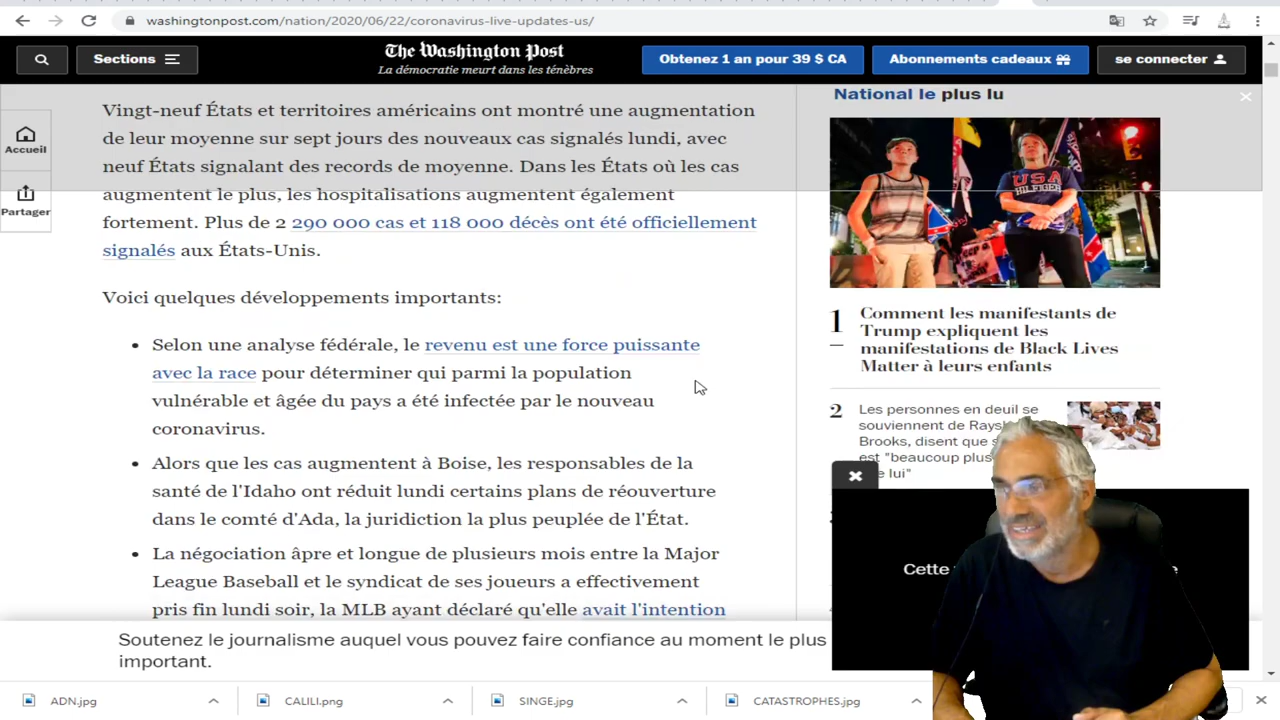 washingtonpost.com/nation/2020/06/22/coronavirus-live-updates-us/
Sections
The Washington Post
La démocratie meurt dans les ténèbres
Obtenez 1 an pour 39 $ CA
Abonnements cadeaux
se connecter
Accueil
Partager
Vingt-neuf États et territoires américains ont montré une augmentation
de leur moyenne sur sept jours des nouveaux cas signalés lundi, avec
neuf États signalant des records de moyenne. Dans les États où les cas
augmentent le plus, les hospitalisations augmentent également
fortement. Plus de 2 290 000 cas et 118 000 décès ont été officiellement
signalés aux États-Unis.
Voici quelques développements importants:
• Selon une analyse fédérale, le revenu est une force puissante
avec la race pour déterminer qui parmi la population
vulnérable et âgée du pays a été infectée par le nouveau
coronavirus.
• Alors que les cas augmentent à Boise, les responsables de la
santé de l'Idaho ont réduit lundi certains plans de réouverture
dans le comté d'Ada, la juridiction la plus peuplée de l'État.
• La négociation âpre et longue de plusieurs mois entre la Major
League Baseball et le syndicat de ses joueurs a effectivement
pris fin lundi soir, la MLB ayant déclaré qu'elle avait l'intention
National le plus lu
USA
HILFIGER
1 Comment les manifestants de
Trump expliquent les
manifestations de Black Lives
Matter à leurs enfants
2 Les personnes en deuil se
souviennent de
Brooks, disent que
est "beaucoup plus
lui"
Cette
Soutenez le journalisme auquel vous pouvez faire confiance au moment le plus
important.
ADN.jpg
CALILI.png
SINGE.jpg
CATASTROPHES.jpg